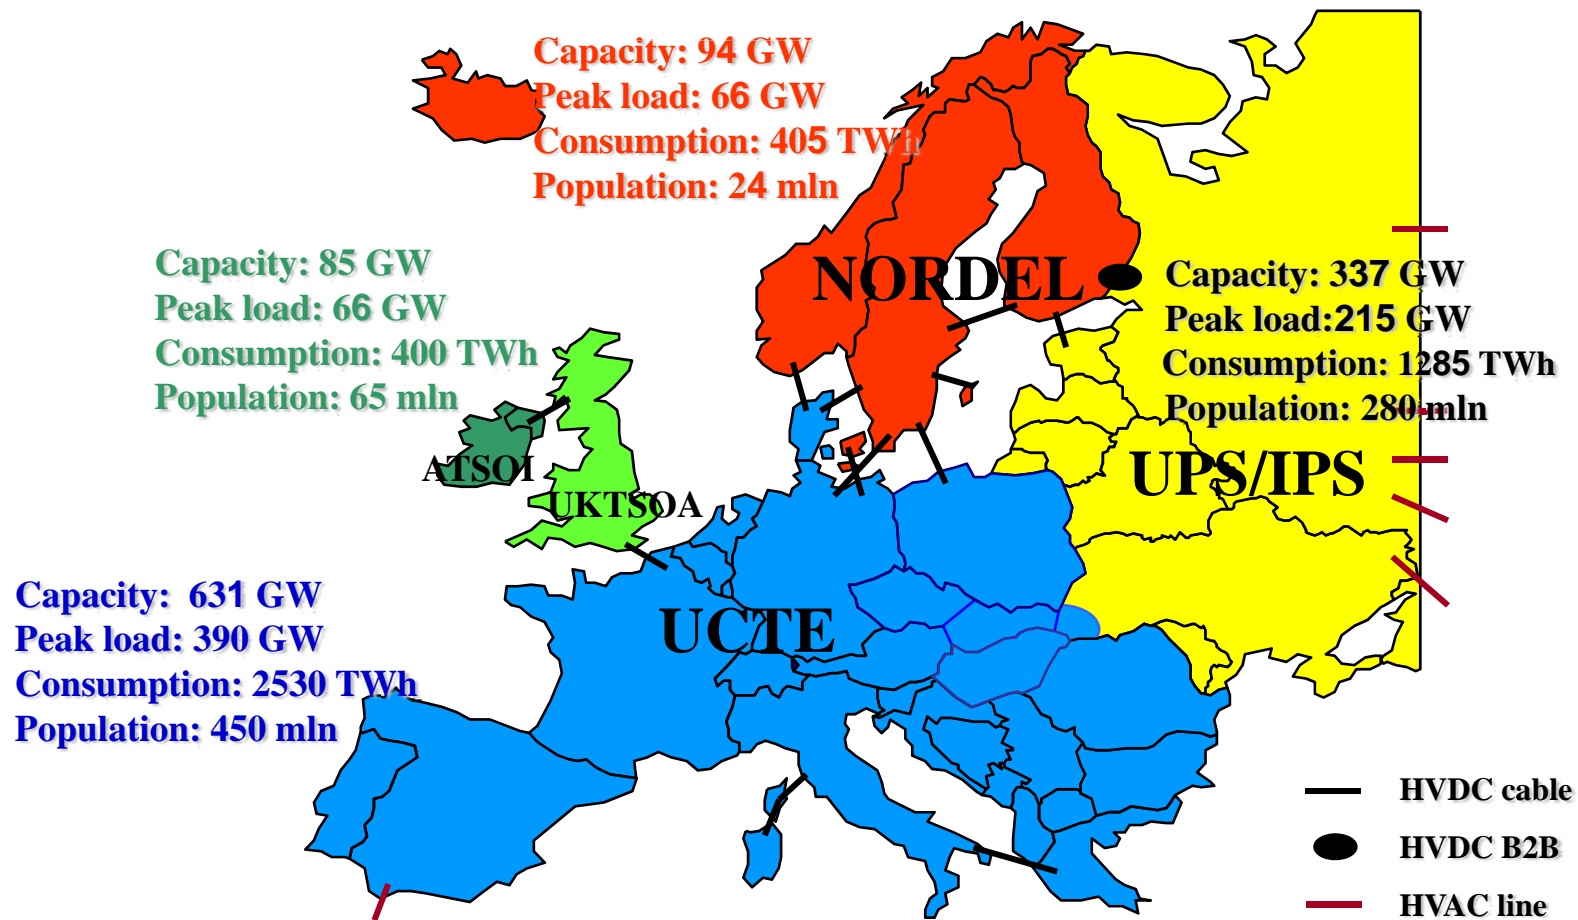 Capacity: 94 GW
Peak load: 66 GW
Consumption: 405 TWh
Population: 24 mln
Capacity: 85 GW
Peak load: 66 GW
Consumption: 400 TWh
Population: 65 mln
NORDEL
Capacity: 337 GW
Peak load:215 GW
Consumption: 1285 TWh
Population: 280 mln
ATSOI
UKTSOA
UPS/IPS
Capacity: 631 GW
Peak load: 390 GW
Consumption: 2530 TWh
Population: 450 mln
UCTE
HVDC cable
HVDC B2B
HVAC line